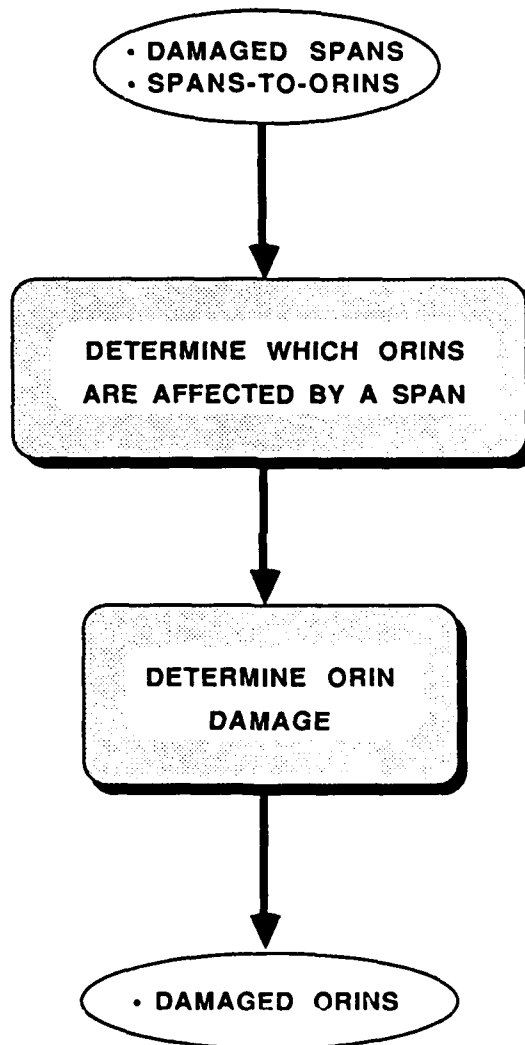 • DAMAGED SPANS
• SPANS-TO-ORINS
DETERMINE WHICH ORINS
ARE AFFECTED BY A SPAN
DETERMINE ORIN
DAMAGE
• DAMAGED ORINS